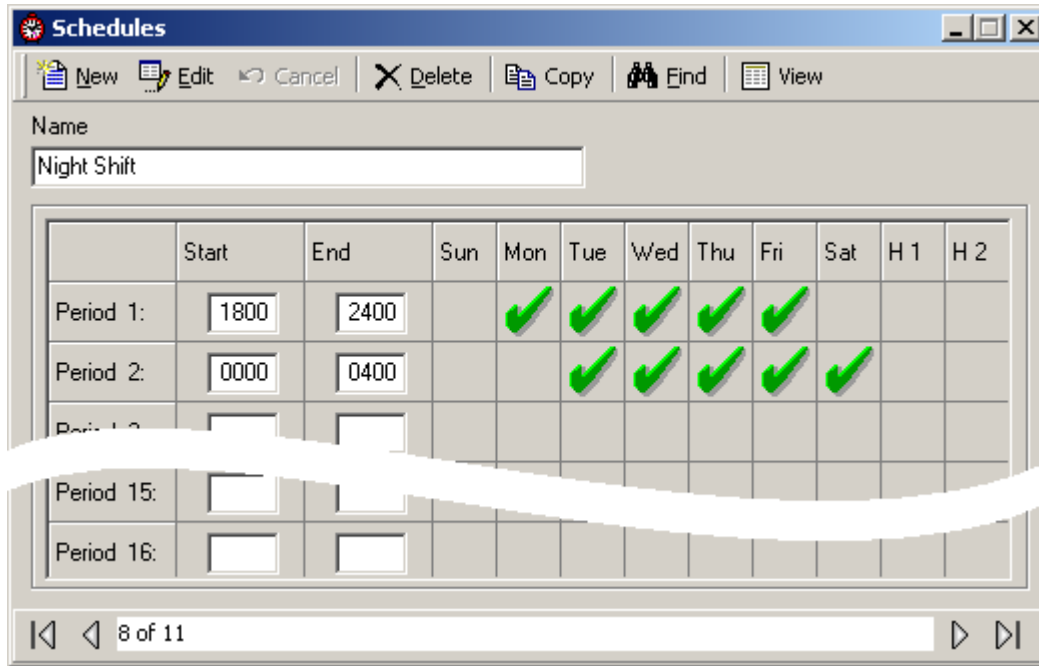 Schedules
New Edit Cancel Delete Copy Find View
Name
Night Shift
Start End Sun Mon Tue Wed Thu Fri Sat H 1 H 2
Period 1: 1800 2400
Period 2: 0000 0400
Period 15:
Period 16:
8 of 11